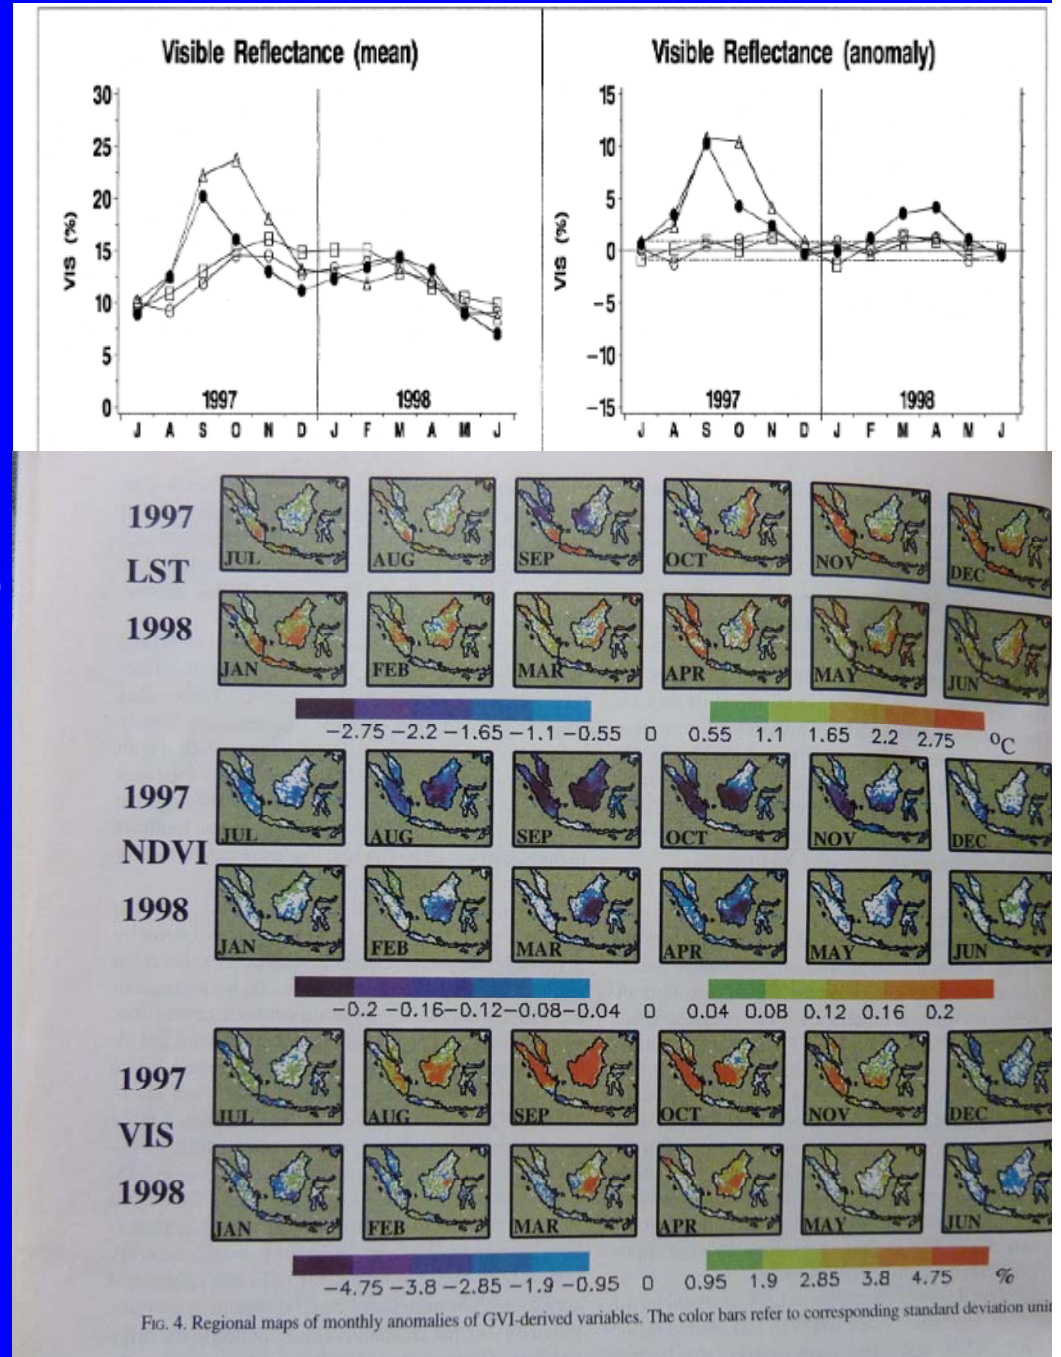 Visible Reflectance (mean)
30
25
20
15
10
5
0
VIS (%)
1997 1998
J A S O N D J F M A M J
Visible Reflectance (anomaly)
15
10
5
0
−5
−10
−15
VIS (%)
1997 1998
J A S O N D J F M A M J
1997
LST
1998
JUL AUG SEP OCT NOV DEC
JAN FEB MAR APR MAY JUN
−2.75 −2.2 −1.65 −1.1 −0.55 0 0.55 1.1 1.65 2.2 2.75 °C
1997
NDVI
1998
JUL AUG SEP OCT NOV DEC
JAN FEB MAR APR MAY JUN
−0.2 −0.16 −0.12 −0.08 −0.04 0 0.04 0.08 0.12 0.16 0.2
1997
VIS
1998
JUL AUG SEP OCT NOV DEC
JAN FEB MAR APR MAY JUN
−4.75 −3.8 −2.85 −1.9 −0.95 0 0.95 1.9 2.85 3.8 4.75 %
FIG. 4. Regional maps of monthly anomalies of GVI-derived variables. The color bars refer to corresponding standard deviation